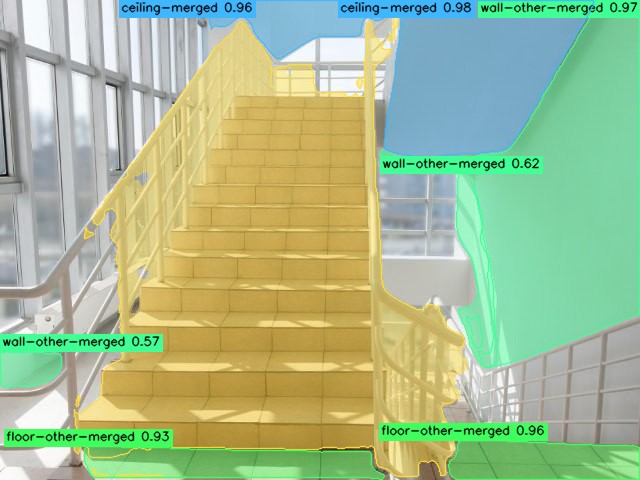 ceiling-merged 0.96
ceiling-merged 0.98
wall-other-merged 0.97
wall-other-merged 0.62
wall-other-merged 0.57
floor-other-merged 0.93
floor-other-merged 0.96